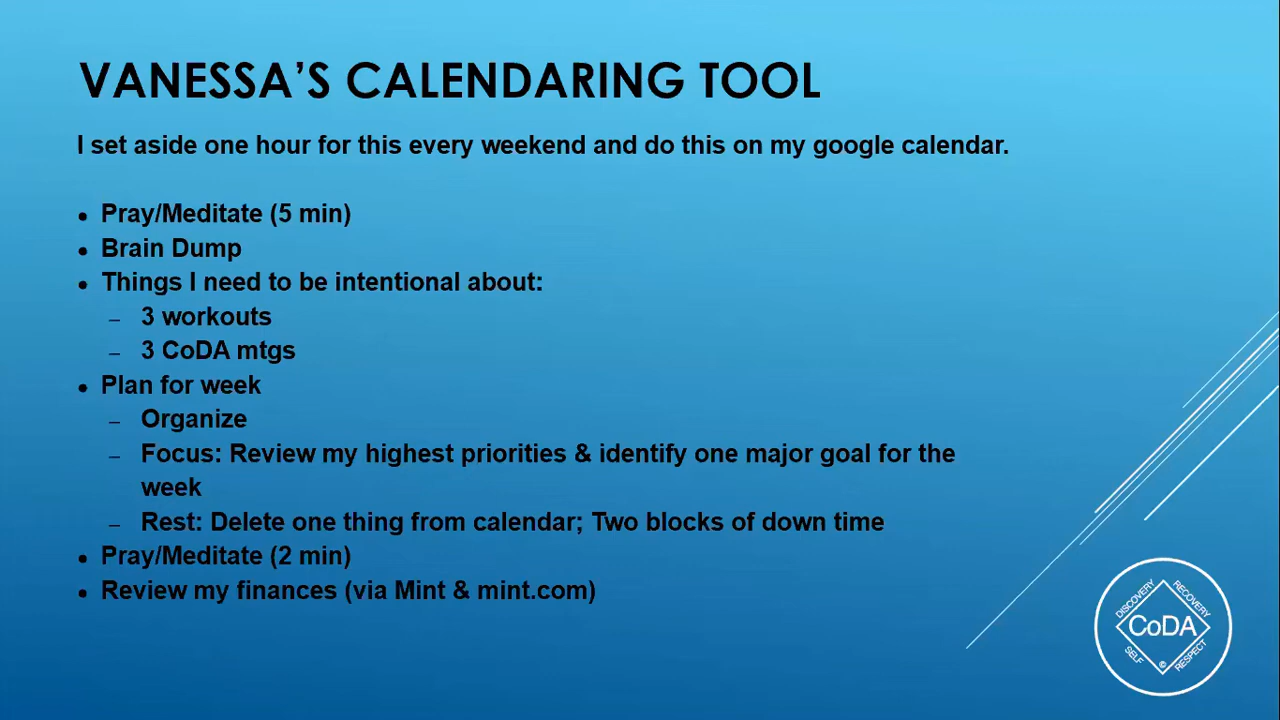 VANESSA'S CALENDARING TOOL
I set aside one hour for this every weekend and do this on my google calendar.
● Pray/Meditate (5 min)
● Brain Dump
● Things I need to be intentional about:
– 3 workouts
– 3 CoDA mtgs
● Plan for week
– Organize
– Focus: Review my highest priorities & identify one major goal for the
week
– Rest: Delete one thing from calendar; Two blocks of down time
● Pray/Meditate (2 min)
● Review my finances (via Mint & mint.com)
DISCOVERY
RECOVERY
CoDA
SELF
©
RESPECT